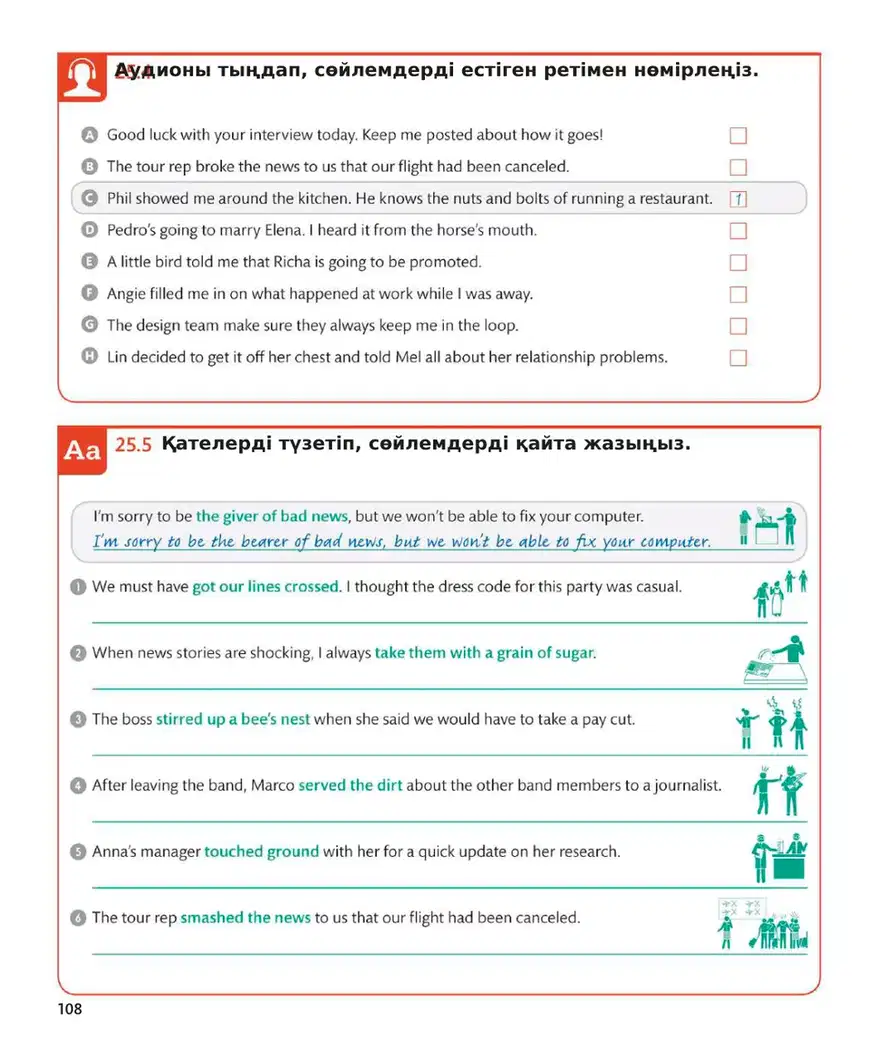 25.4 Аудионы тыңдап, сөйлемдерді естіген ретімен нөмірлеңіз.
A Good luck with your interview today. Keep me posted about how it goes!
B The tour rep broke the news to us that our flight had been canceled.
C Phil showed me around the kitchen. He knows the nuts and bolts of running a restaurant. 1
D Pedro’s going to marry Elena. I heard it from the horse’s mouth.
E A little bird told me that Richa is going to be promoted.
F Angie filled me in on what happened at work while I was away.
G The design team make sure they always keep me in the loop.
H Lin decided to get it off her chest and told Mel all about her relationship problems.
Aa 25.5 Қателерді түзетіп, сөйлемдерді қайта жазыңыз.
I’m sorry to be the giver of bad news, but we won’t be able to fix your computer.
I’m sorry to be the bearer of bad news, but we won’t be able to fix your computer.
1 We must have got our lines crossed. I thought the dress code for this party was casual.
2 When news stories are shocking, I always take them with a grain of sugar.
3 The boss stirred up a bee’s nest when she said we would have to take a pay cut.
4 After leaving the band, Marco served the dirt about the other band members to a journalist.
5 Anna’s manager touched ground with her for a quick update on her research.
6 The tour rep smashed the news to us that our flight had been canceled.
108